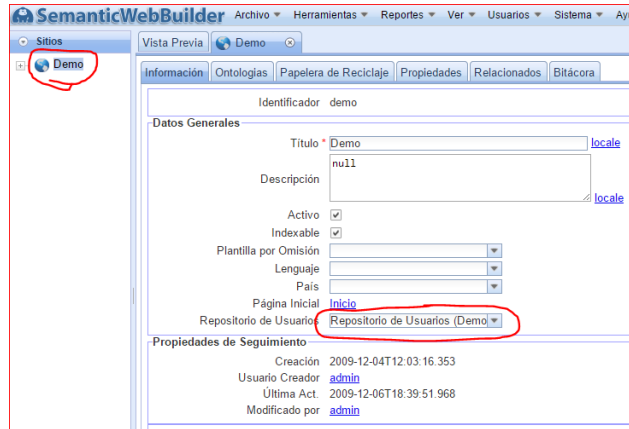 SemanticWebBuilder Archivo Herramientas Reportes Ver Usuarios Sistema
Sitios
Demo
Vista Previa Demo
Información Ontologias Papelera de Reciclaje Propiedades Relacionados Bitácora
Identificador demo
Datos Generales
Título * Demo locale
Descripción null locale
Activo
Indexable
Plantilla por Omisión
Lenguaje
País
Página Inicial Inicio
Repositorio de Usuarios Repositorio de Usuarios (Demo
Propiedades de Seguimiento
Creación 2009-12-04T12:03:16.353
Usuario Creador admin
Última Act. 2009-12-06T18:39:51.968
Modificado por admin